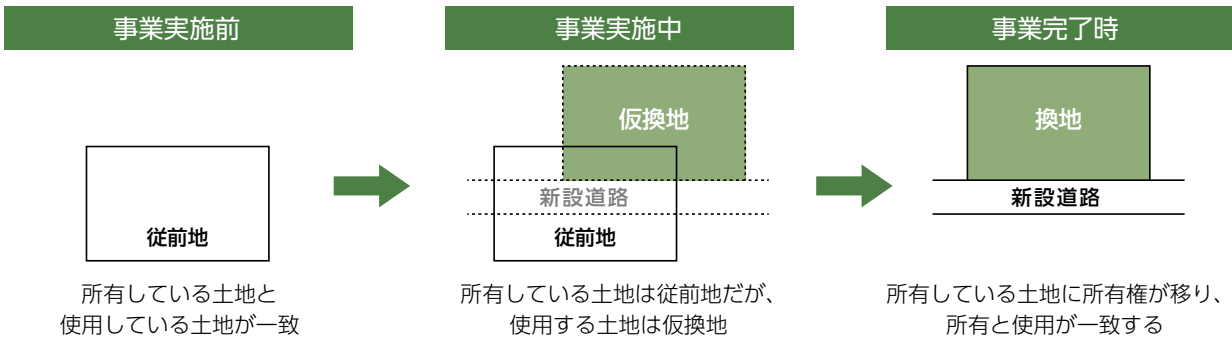 事業実施前
事業実施中
事業完了時
従前地
仮換地
新設道路
従前地
換地
新設道路
所有している土地と
使用している土地が一致
所有している土地は従前地だが、
使用する土地は仮換地
所有している土地に所有権が移り、
所有と使用が一致する